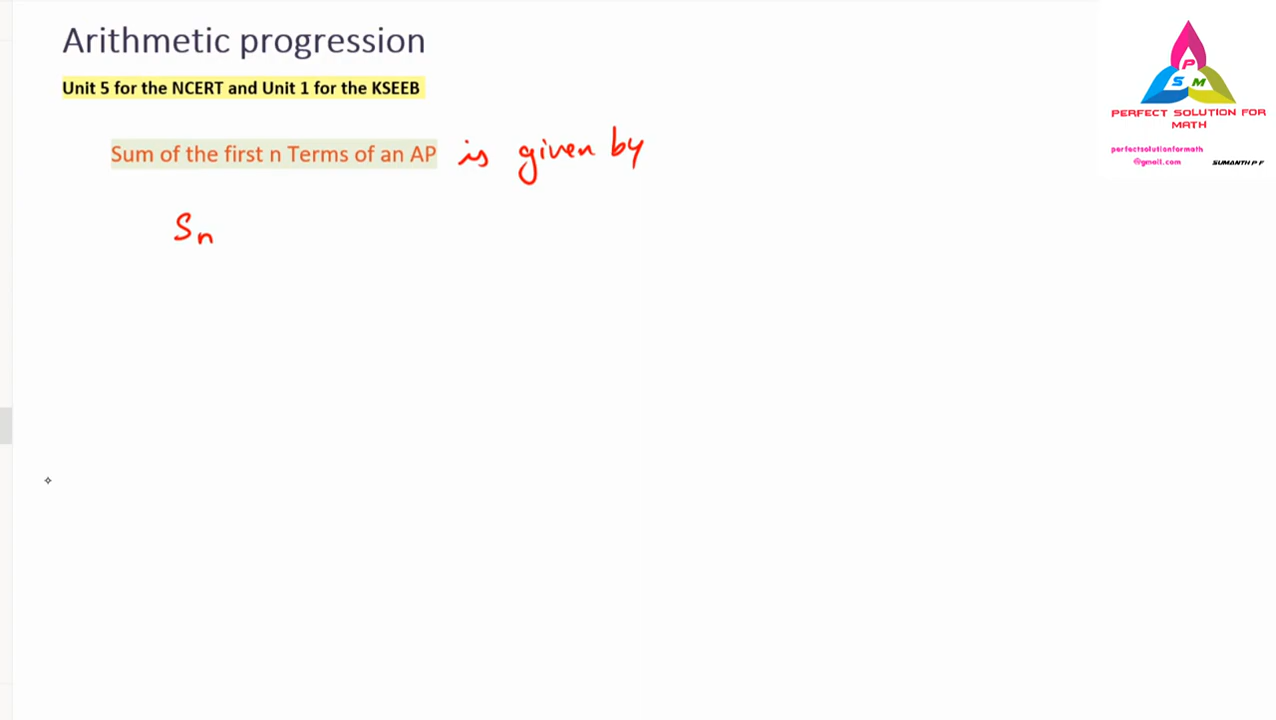 Arithmetic progression
Unit 5 for the NCERT and Unit 1 for the KSEEB
Sum of the first n Terms of an AP is given by
Sn
P
S M
PERFECT SOLUTION FOR
MATH
perfectsolutionformath
@gmail.com SUMANTH P F